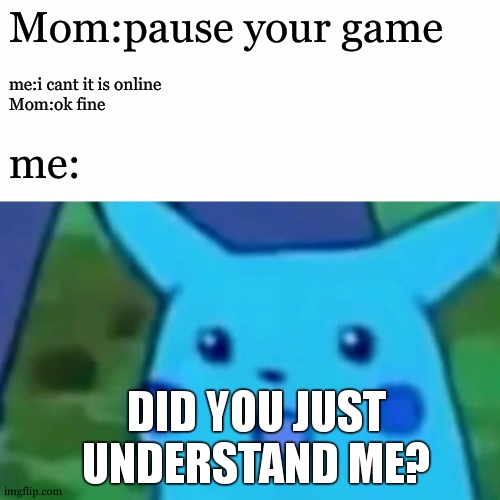 Mom:pause your game
me:i cant it is online
Mom:ok fine
me:
DID YOU JUST
UNDERSTAND ME?
imgflip.com